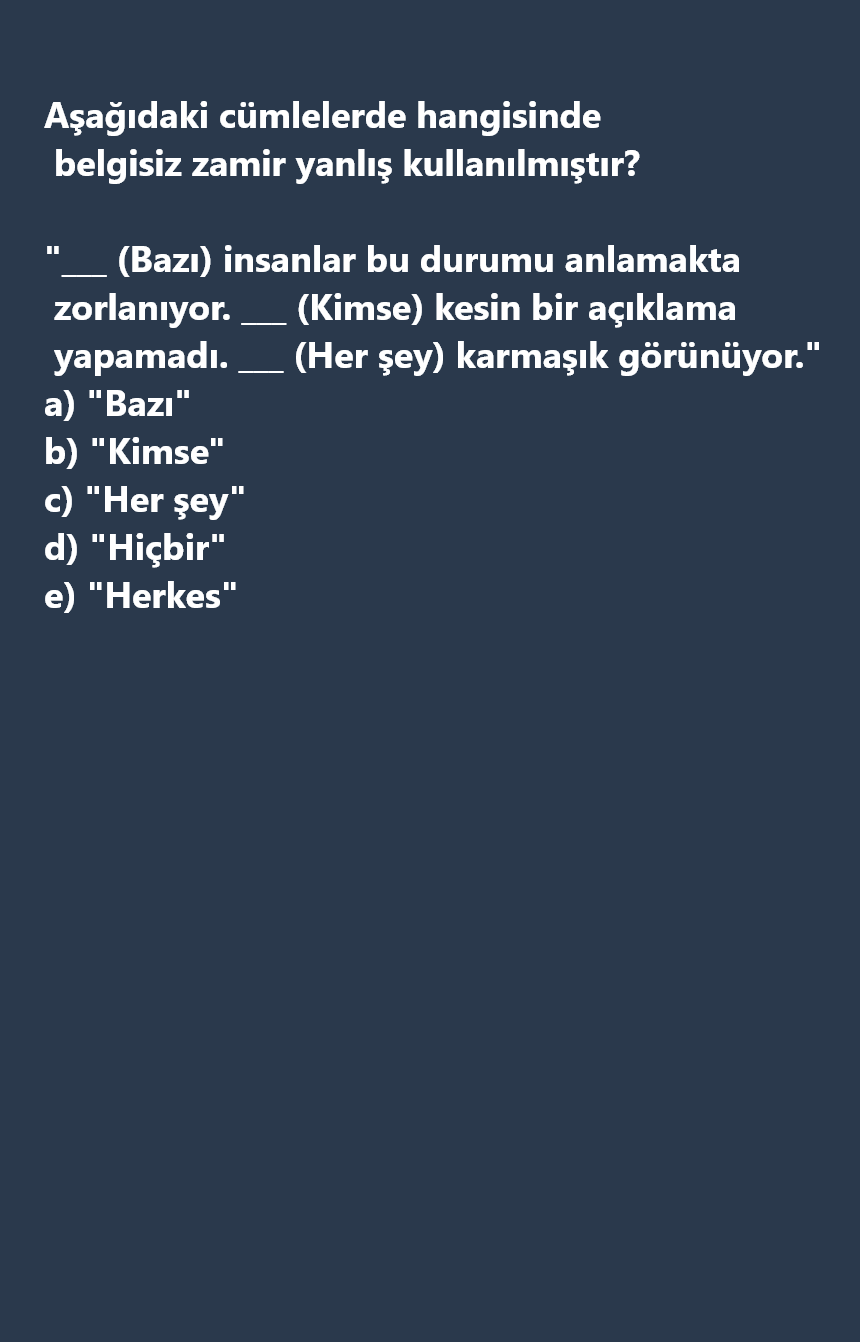 Aşağıdaki cümlelerde hangisinde
belgisiz zamir yanlış kullanılmıştır?
"___ (Bazı) insanlar bu durumu anlamakta
zorlanıyor. ___ (Kimse) kesin bir açıklama
yapamadı. ___ (Her şey) karmaşık görünüyor."
a) "Bazı"
b) "Kimse"
c) "Her şey"
d) "Hiçbir"
e) "Herkes"